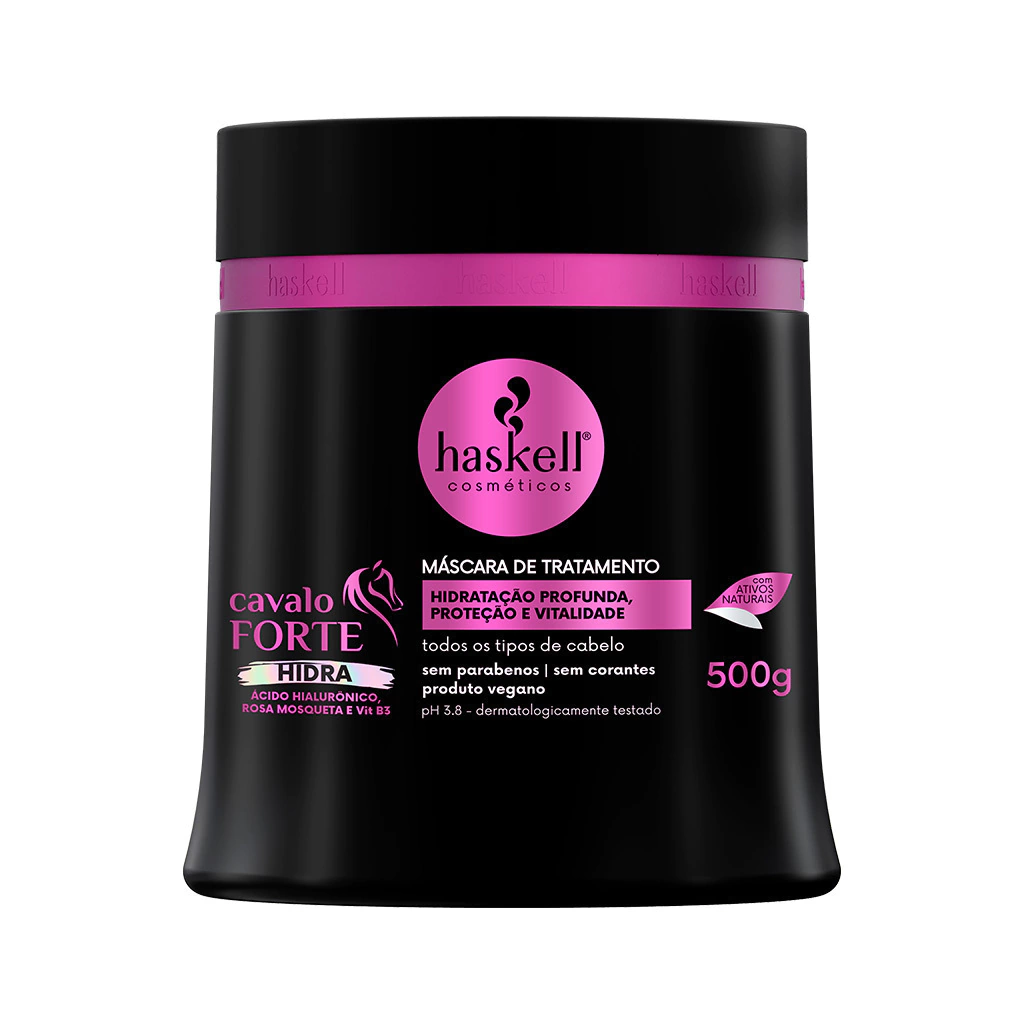 haskell haskell haskell
haskell®
cosméticos
MÁSCARA DE TRATAMENTO
HIDRATAÇÃO PROFUNDA,
PROTEÇÃO E VITALIDADE
todos os tipos de cabelo
sem parabenos | sem corantes
produto vegano
pH 3.8 - dermatologicamente testado
cavalo
FORTE
HIDRA
ÁCIDO HIALURÔNICO,
ROSA MOSQUETA E Vit B3
com
ATIVOS
NATURAIS
500g